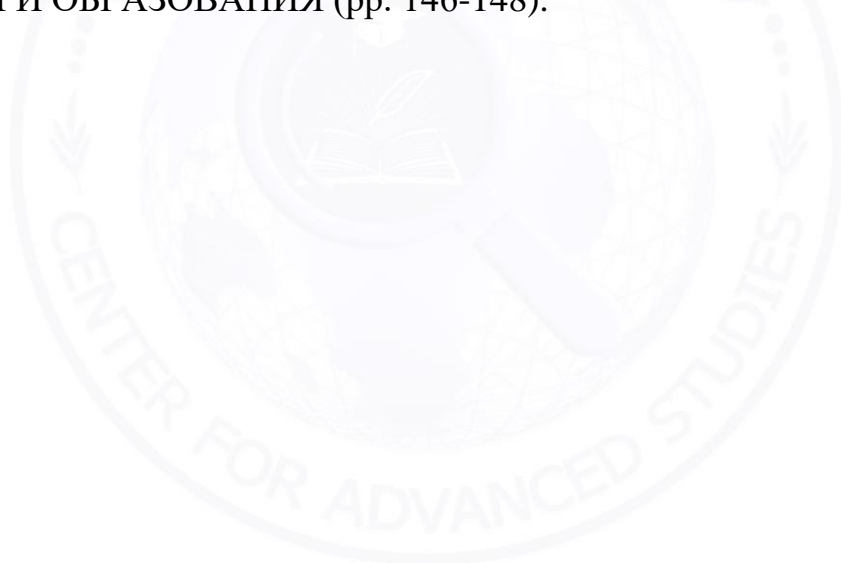 И ОБРАЗОВАНИЯ (pp. 146-148).
CENTER FOR ADVANCED STUDIES